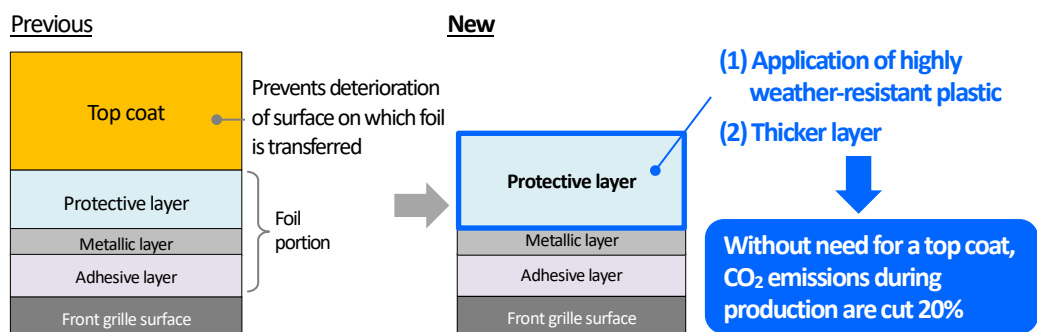 Previous
Top coat
Prevents deterioration
of surface on which foil
is transferred
Protective layer
Metallic layer
Adhesive layer
Front grille surface
Foil
portion
New
Protective layer
Metallic layer
Adhesive layer
Front grille surface
(1) Application of highly
weather-resistant plastic
(2) Thicker layer
Without need for a top coat,
CO₂ emissions during
production are cut 20%